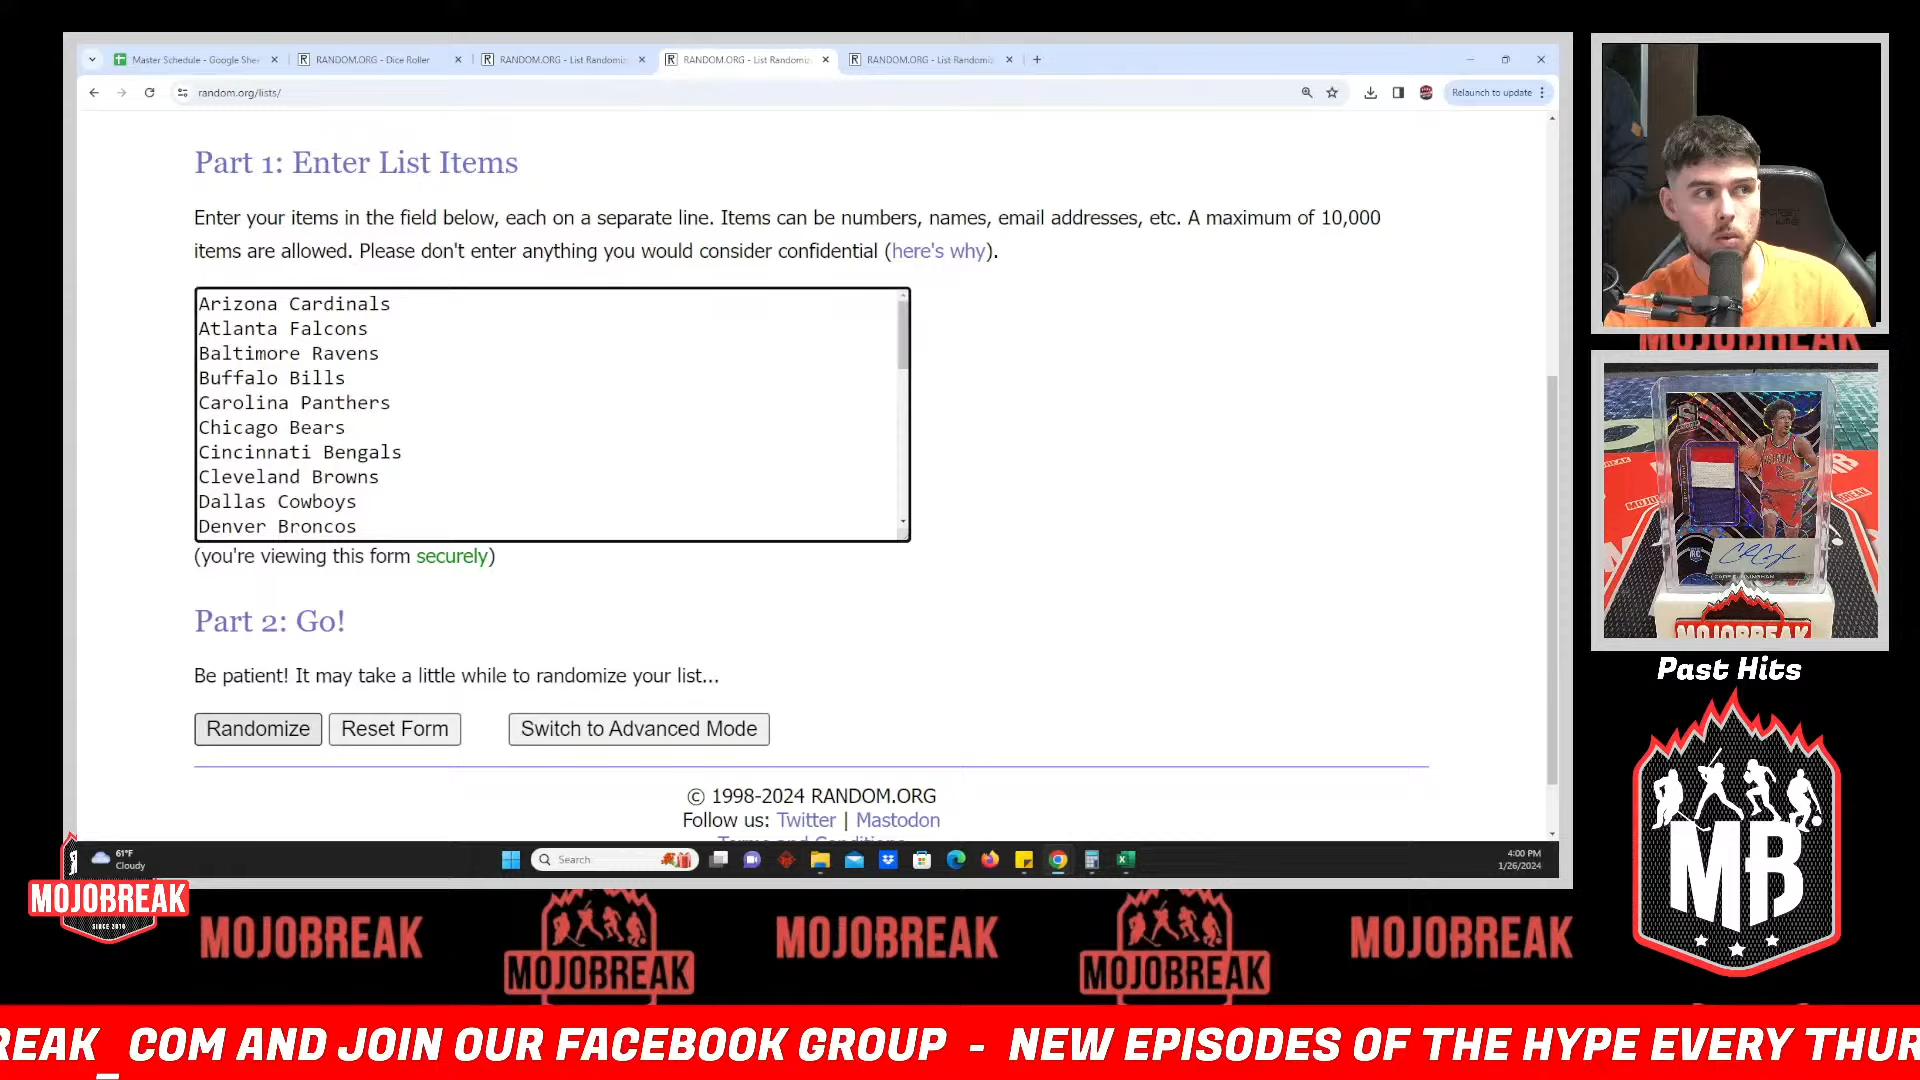 Master Schedule - Google She
RANDOM.ORG - Dice Roller
RANDOM.ORG - List Randomiz
RANDOM.ORG - List Randomiz
RANDOM.ORG - List Randomiz
random.org/lists/
Relaunch to update
Part 1: Enter List Items
Enter your items in the field below, each on a separate line. Items can be numbers, names, email addresses, etc. A maximum of 10,000
items are allowed. Please don't enter anything you would consider confidential (here's why).
Arizona Cardinals
Atlanta Falcons
Baltimore Ravens
Buffalo Bills
Carolina Panthers
Chicago Bears
Cincinnati Bengals
Cleveland Browns
Dallas Cowboys
Denver Broncos
(you're viewing this form securely)
Part 2: Go!
Be patient! It may take a little while to randomize your list...
Randomize
Reset Form
Switch to Advanced Mode
© 1998-2024 RANDOM.ORG
Follow us: Twitter | Mastodon
61°F
Cloudy
Search
4:00 PM
1/26/2024
MOJOBREAK
MOJOBREAK
Past Hits
MB
MOJOBREAK
SINCE 2010
MOJOBREAK
MOJOBREAK
MOJOBREAK
MOJOBREAK
MOJOBREAK
REAK_COM AND JOIN OUR FACEBOOK GROUP - NEW EPISODES OF THE HYPE EVERY THUR